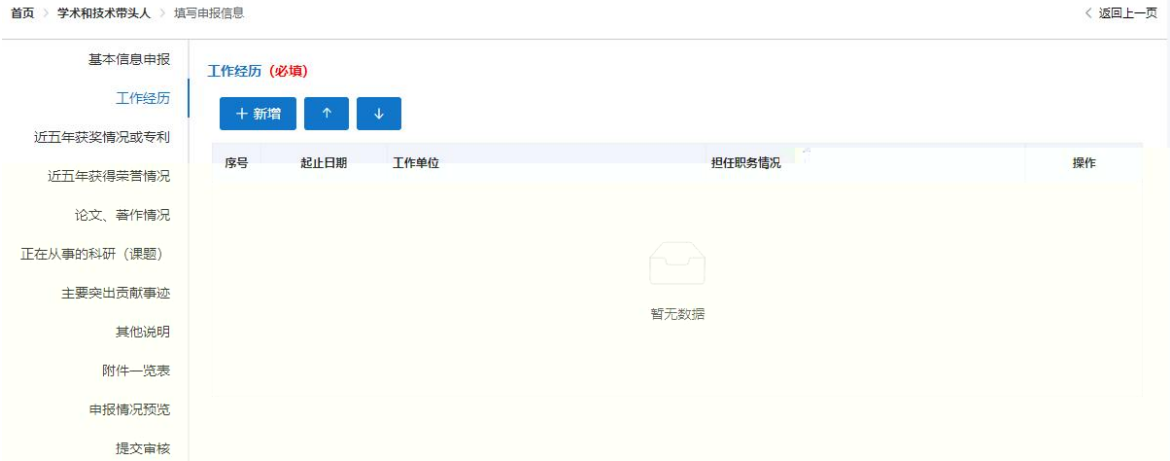 首页 > 学术和技术带头人 > 填写申报信息
< 返回上一页
基本信息申报
工作经历
近五年获奖情况或专利
近五年获得荣誉情况
论文、著作情况
正在从事的科研（课题）
主要突出贡献事迹
其他说明
附件一览表
申报情况预览
提交审核
工作经历（必填）
+ 新增 ↑ ↓
序号 起止日期 工作单位 担任职务情况 操作
暂无数据